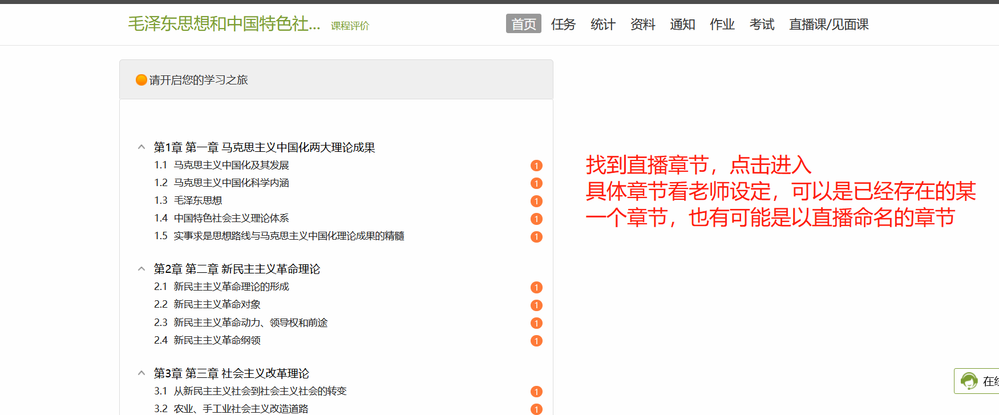 毛泽东思想和中国特色社... 课程评价
首页 任务 统计 资料 通知 作业 考试 直播课/见面课
请开启您的学习之旅
第1章 第一章 马克思主义中国化两大理论成果
1.1 马克思主义中国化及其发展 1
1.2 马克思主义中国化科学内涵 1
1.3 毛泽东思想 1
1.4 中国特色社会主义理论体系 1
1.5 实事求是思想路线与马克思主义中国化理论成果的精髓 1
第2章 第二章 新民主主义革命理论
2.1 新民主主义革命理论的形成 1
2.2 新民主主义革命对象 1
2.3 新民主主义革命动力、领导权和前途 1
2.4 新民主主义革命纲领 1
第3章 第三章 社会主义改革理论
3.1 从新民主主义社会到社会主义社会的转变 1
3.2 农业、手工业社会主义改造道路 1
找到直播章节，点击进入
具体章节看老师设定，可以是已经存在的某
一个章节，也有可能是以直播命名的章节
在